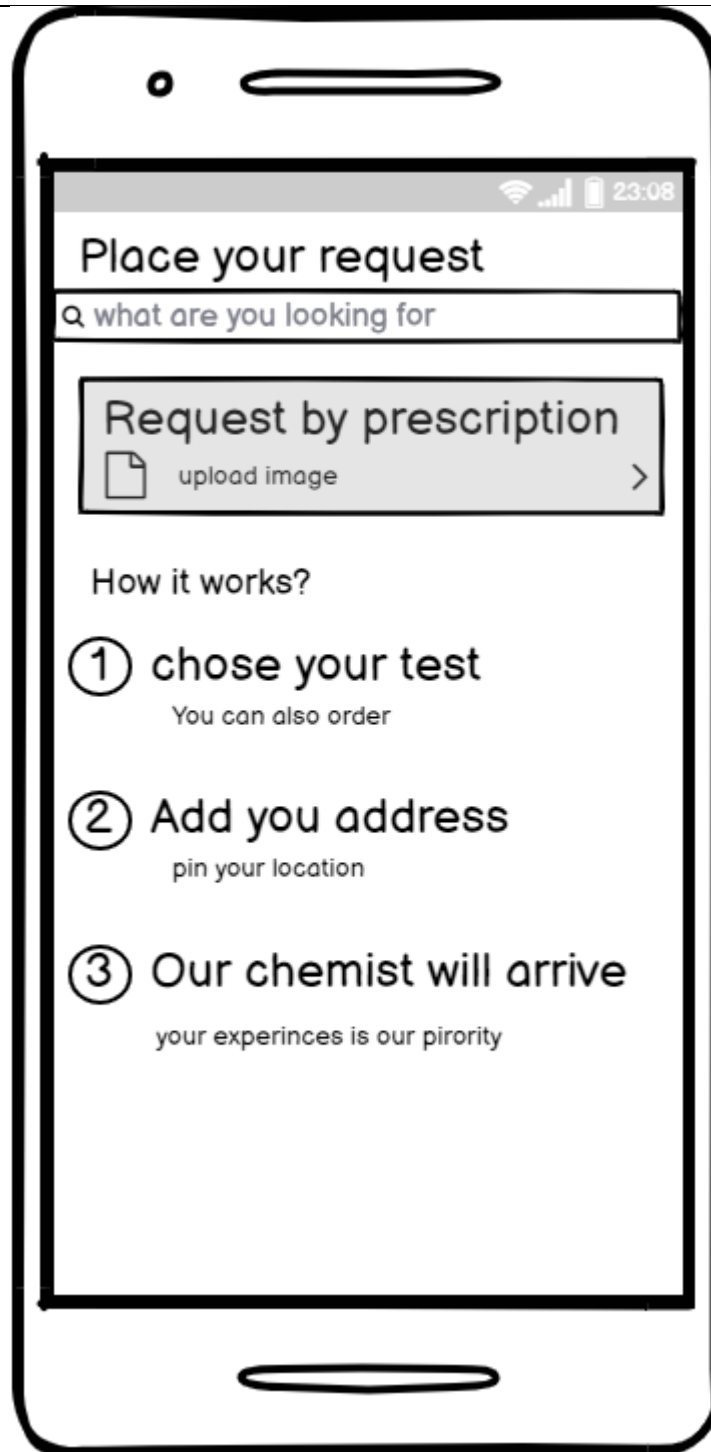 23:08
Place your request
what are you looking for
Request by prescription
upload image
How it works?
1 chose your test
You can also order
2 Add you address
pin your location
3 Our chemist will arrive
your experinces is our pirority